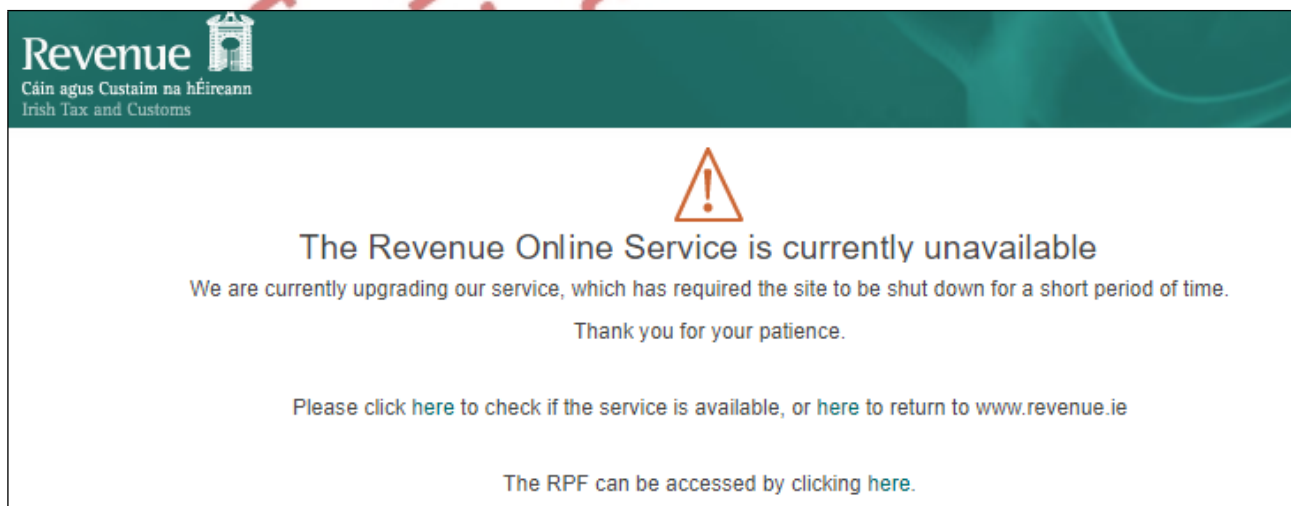 Revenue
Cáin agus Custaim na hÉireann
Irish Tax and Customs
The Revenue Online Service is currently unavailable
We are currently upgrading our service, which has required the site to be shut down for a short period of time.
Thank you for your patience.
Please click here to check if the service is available, or here to return to www.revenue.ie
The RPF can be accessed by clicking here.